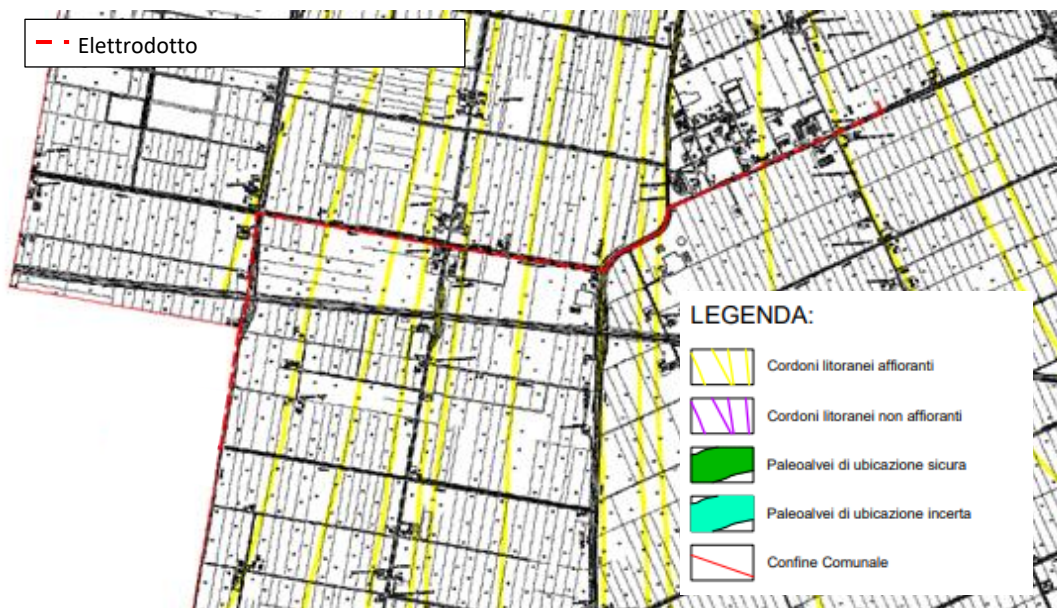 Elettrodotto
LEGENDA:
Cordoni litoranei affioranti
Cordoni litoranei non affioranti
Paleoalvei di ubicazione sicura
Paleoalvei di ubicazione incerta
Confine Comunale